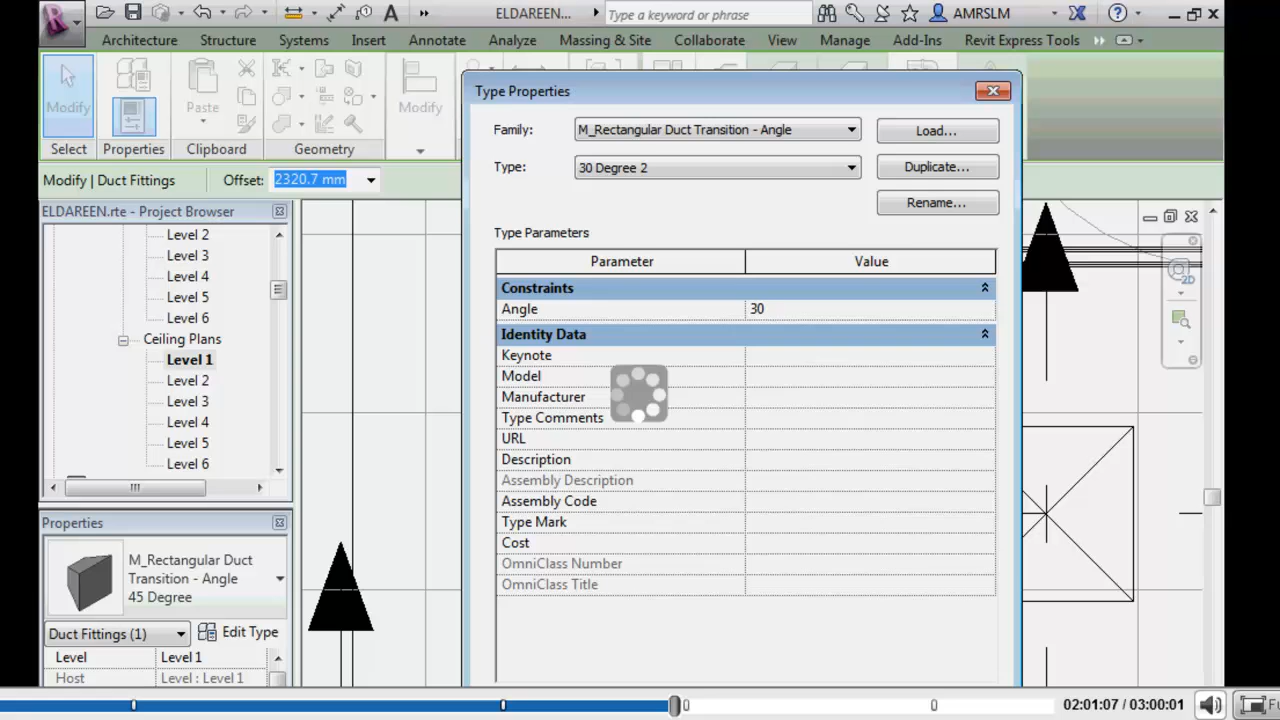 ELDAREEN...
Type a keyword or phrase
AMRSLM
Architecture Structure Systems Insert Annotate Analyze Massing & Site Collaborate View Manage Add-Ins Revit Express Tools
Modify
Paste
Modify
Select Properties Clipboard Geometry
Modify | Duct Fittings Offset: 2320.7 mm
ELDAREEN.rte - Project Browser
Level 2
Level 3
Level 4
Level 5
Level 6
Ceiling Plans
Level 1
Level 2
Level 3
Level 4
Level 5
Level 6
Properties
M_Rectangular Duct
Transition - Angle
45 Degree
Duct Fittings (1) Edit Type
Level Level 1
Host Level : Level 1
Type Properties
Family: M_Rectangular Duct Transition - Angle Load...
Type: 30 Degree 2 Duplicate...
Rename...
Type Parameters
Parameter Value
Constraints
Angle 30
Identity Data
Keynote
Model
Manufacturer
Type Comments
URL
Description
Assembly Description
Assembly Code
Type Mark
Cost
OmniClass Number
OmniClass Title
2D
02:01:07 / 03:00:01